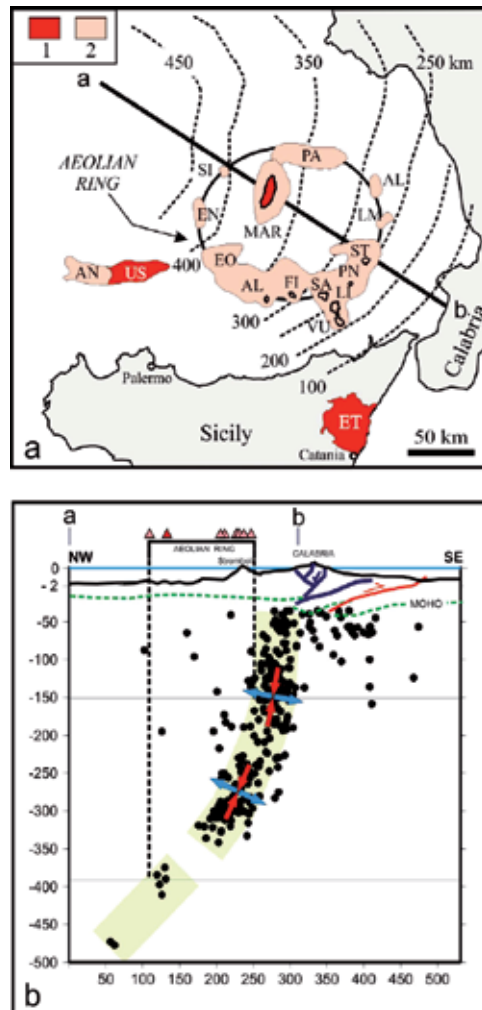 1 2
a
450 350 250 km
AEOLIAN
RING
SI
PA
AL
EN
MAR
LM
400
EO
ST
AN US
AL
FI
SA
PN
LI
VU
b
300
200
100
Calabria
Palermo
Sicily
ET
Catania
50 km
a
a b
NW SE
AEOLIAN RING
CALABRIA
MOHO
0
- 2
-50
-100
-150
-200
-250
-300
-350
-400
-450
-500
0 50 100 150 200 250 300 350 400 450 500
b